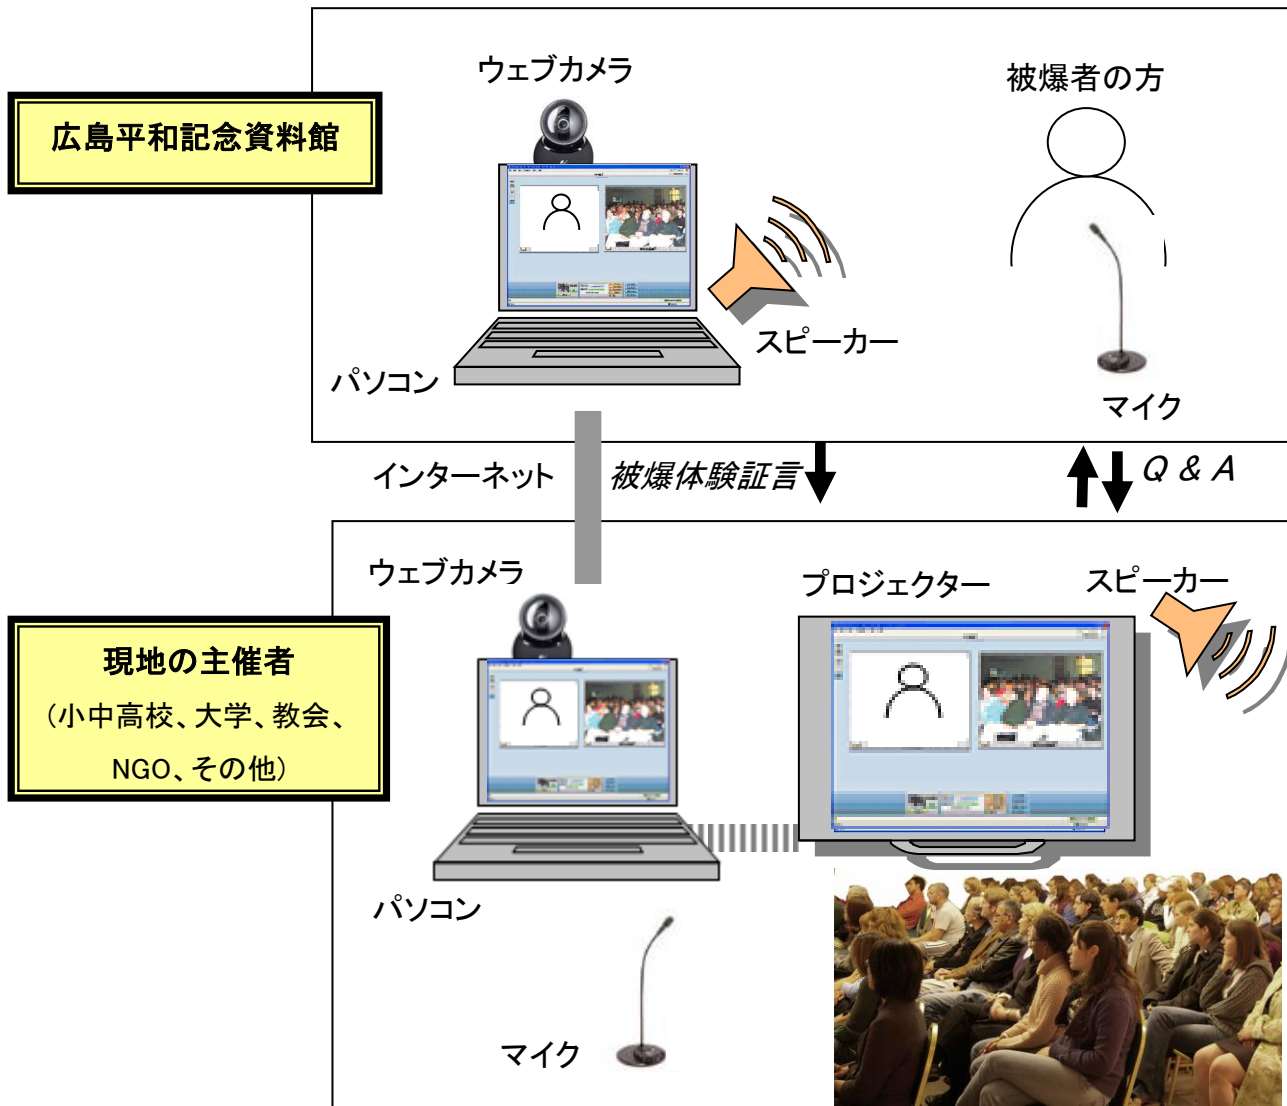 ウェブカメラ
被爆者の方
広島平和記念資料館
スピーカー
パソコン
マイク
インターネット
被爆体験証言
Q & A
ウェブカメラ
プロジェクター
スピーカー
現地の主催者
(小中高校、大学、教会、
NGO、その他)
パソコン
マイク